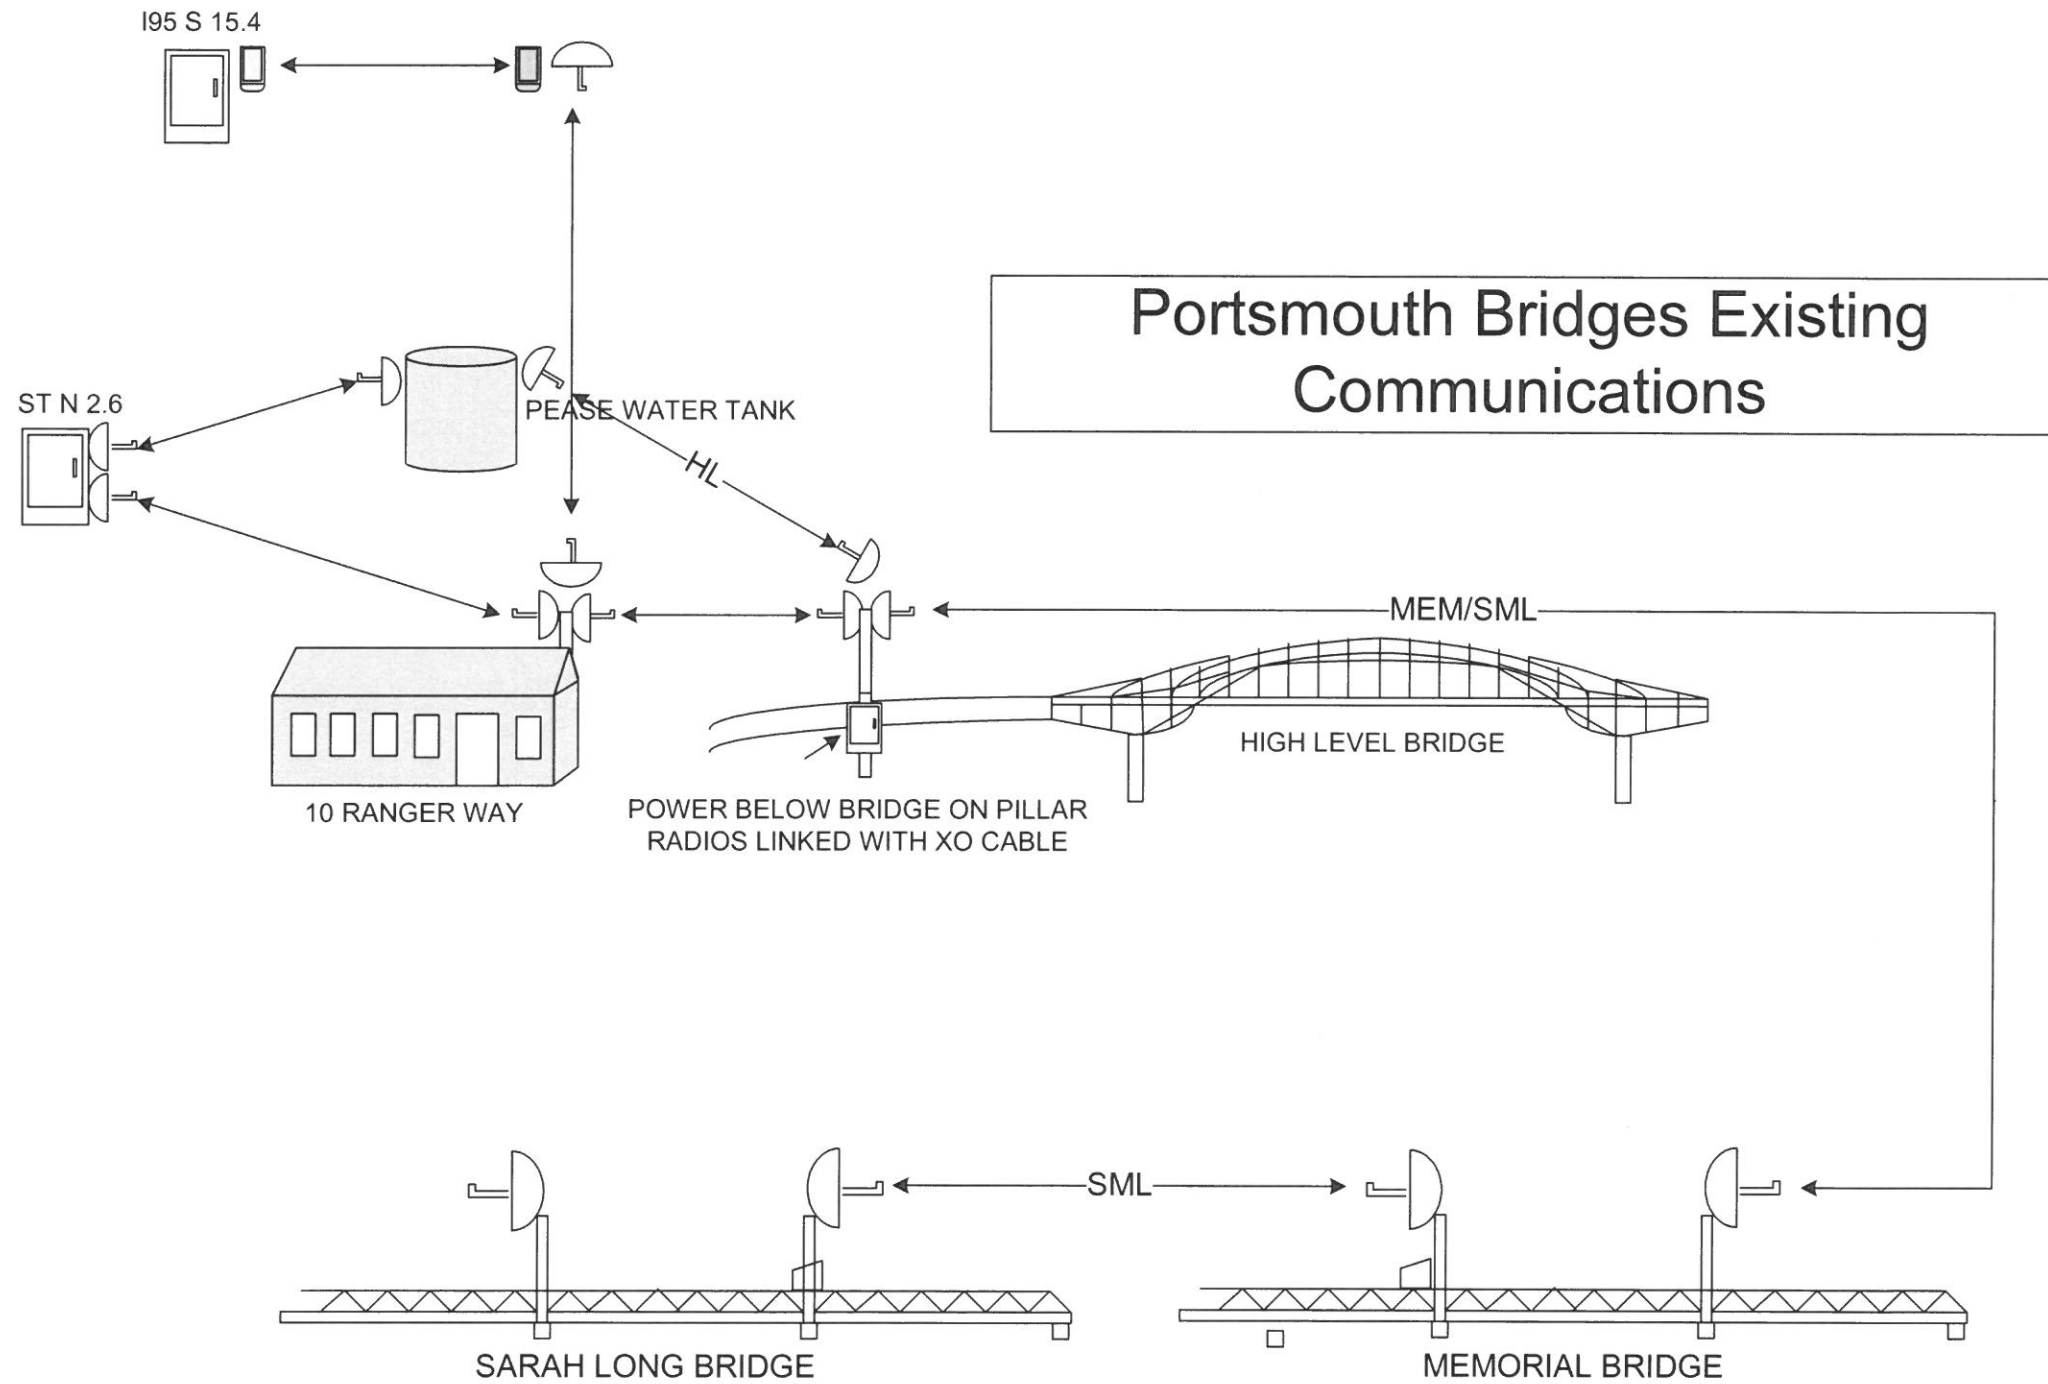 I95 S 15.4
Portsmouth Bridges Existing
Communications
ST N 2.6
PEASE WATER TANK
HL
MEM/SML
HIGH LEVEL BRIDGE
10 RANGER WAY
POWER BELOW BRIDGE ON PILLAR
RADIOS LINKED WITH XO CABLE
SML
SARAH LONG BRIDGE
MEMORIAL BRIDGE